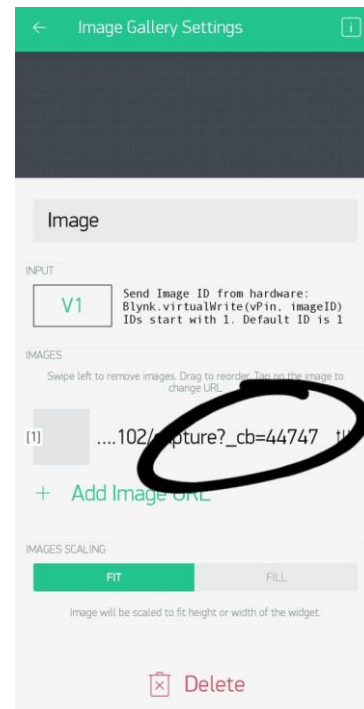 ← Image Gallery Settings i
Image
INPUT
V1
Send Image ID from hardware:
Blynk.virtualWrite(vPin, imageID)
IDs start with 1. Default ID is 1
IMAGES
Swipe left to remove images. Drag to reorder. Tap on the image to
change URL
[1] ....102/capture?_cb=44747
+ Add Image URL
IMAGES SCALING
FIT FILL
Image will be scaled to fit height or width of the widget.
Delete